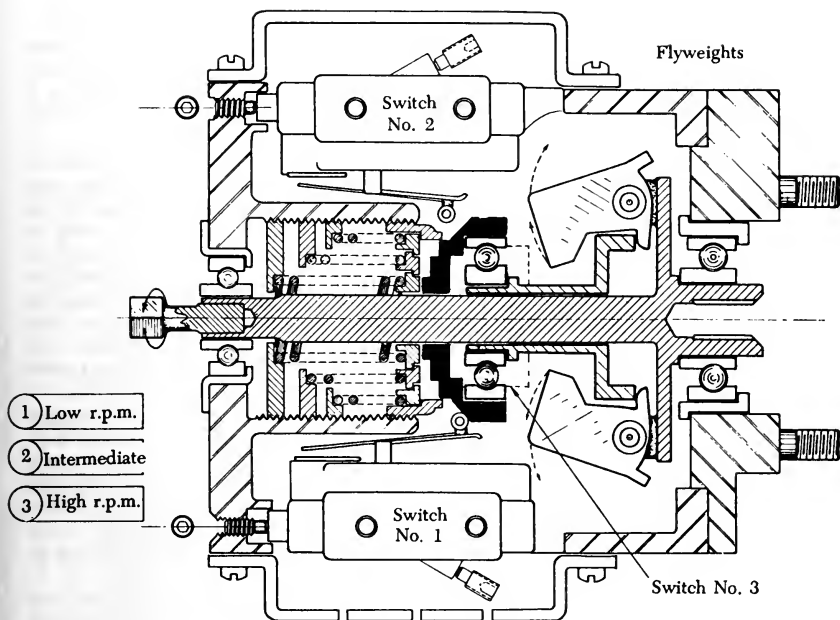 Flyweights
Switch
No. 2
1 Low r.p.m.
2 Intermediate
3 High r.p.m.
Switch
No. 1
Switch No. 3